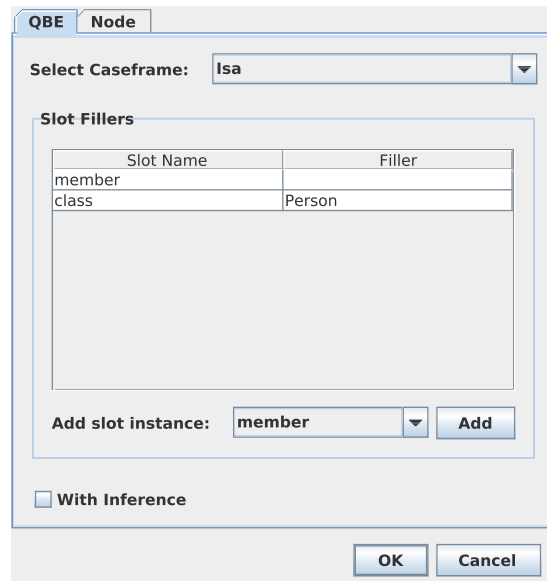 QBE Node
Select Caseframe: Isa
Slot Fillers
Slot Name Filler
member
class Person
Add slot instance: member Add
With Inference
OK Cancel